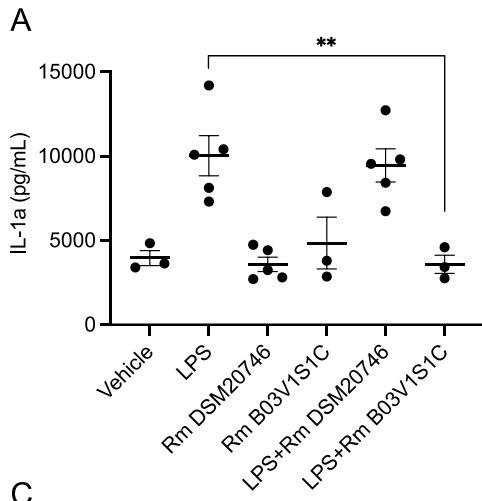 A
**
15000
10000
5000
0
IL-1a (pg/mL)
Vehicle
LPS
Rm DSM20746
Rm B03V1S1C
LPS+Rm DSM20746
LPS+Rm B03V1S1C
C